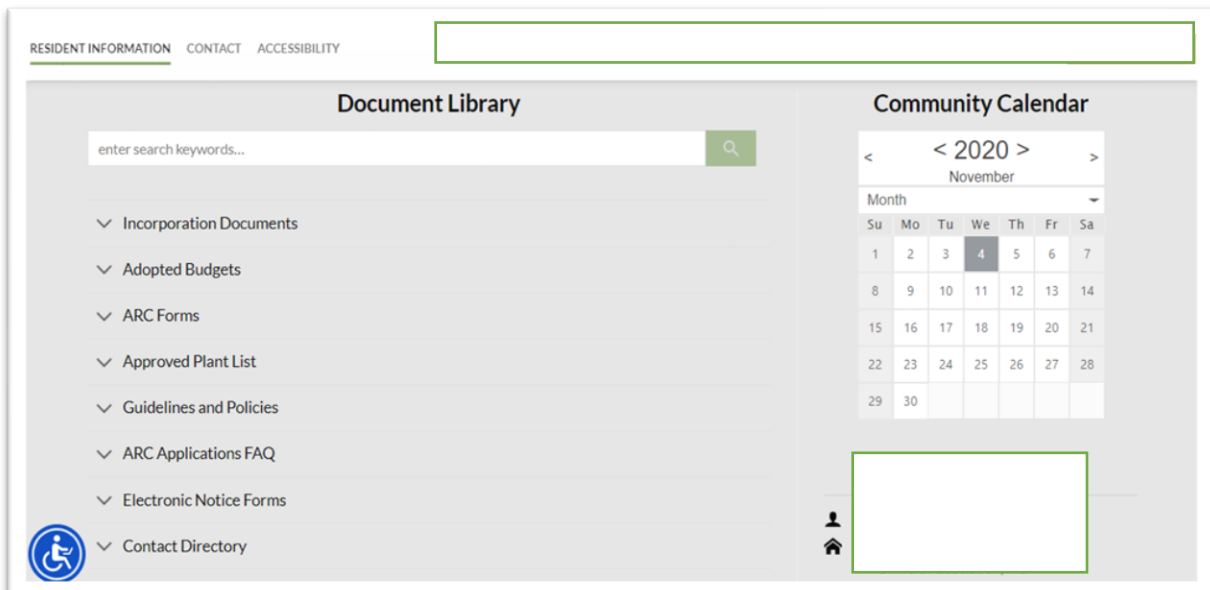 RESIDENT INFORMATION CONTACT ACCESSIBILITY
Document Library
enter search keywords...
Incorporation Documents
Adopted Budgets
ARC Forms
Approved Plant List
Guidelines and Policies
ARC Applications FAQ
Electronic Notice Forms
Contact Directory
Community Calendar
< < 2020 > >
November
Month
Su Mo Tu We Th Fr Sa
1 2 3 4 5 6 7
8 9 10 11 12 13 14
15 16 17 18 19 20 21
22 23 24 25 26 27 28
29 30